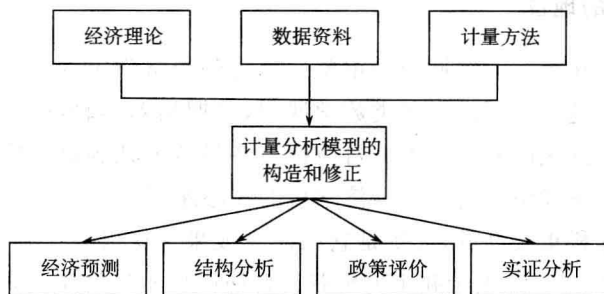 经济理论
数据资料
计量方法
计量分析模型的
构造和修正
经济预测
结构分析
政策评价
实证分析